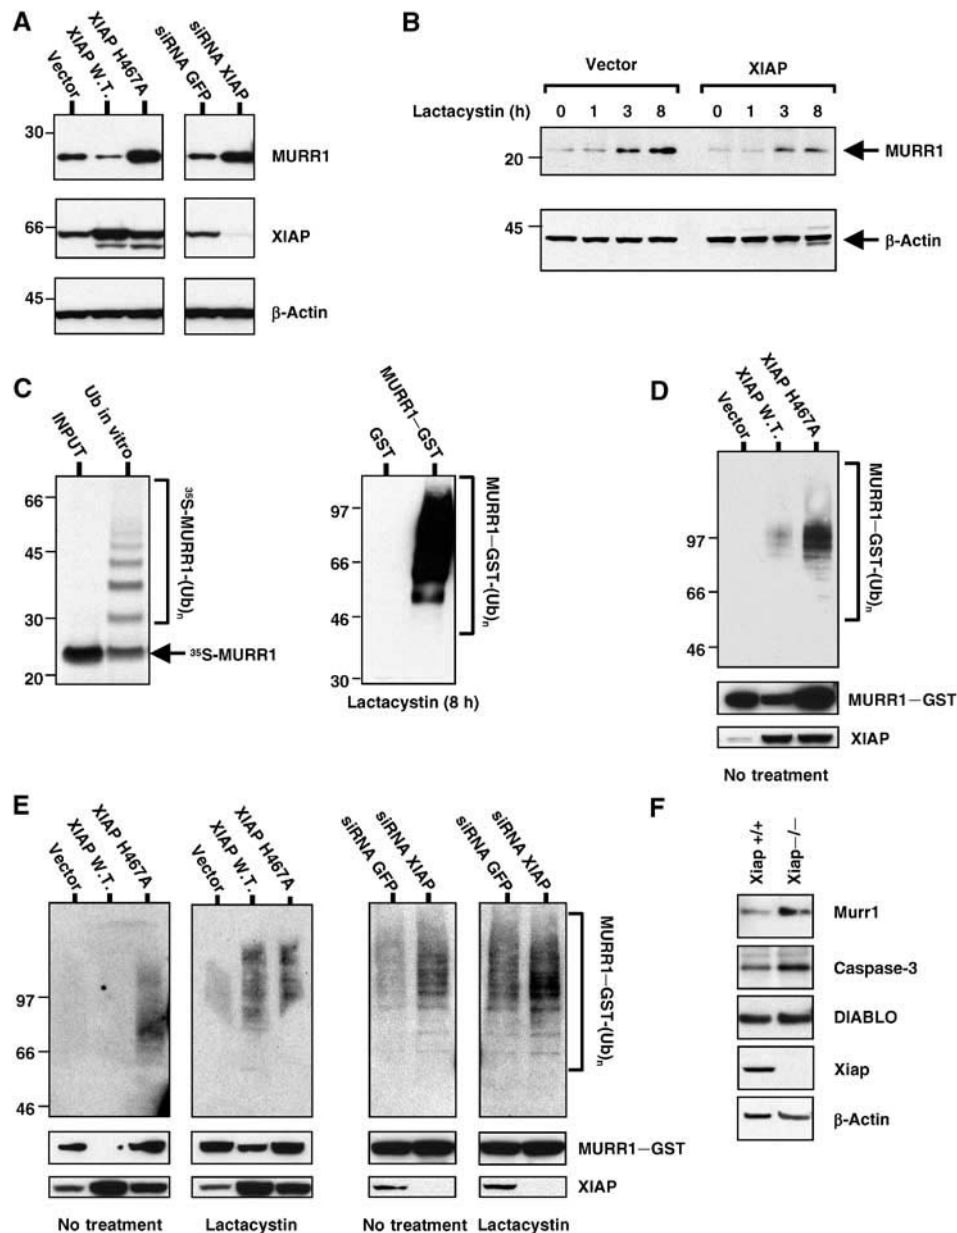 A
Vector
XIAP W.T.
XIAP H467A
siRNA GFP
siRNA XIAP
30
MURR1
66
XIAP
45
β-Actin
B
Vector
XIAP
Lactacystin (h)
0 1 3 8
0 1 3 8
20
MURR1
45
β-Actin
C
INPUT
Ub in vitro
66
45
30
20
³⁵S-MURR1-(Ub)ₙ
³⁵S-MURR1
GST
MURR1–GST
97
66
46
30
MURR1–GST-(Ub)ₙ
Lactacystin (8 h)
D
Vector
XIAP W.T.
XIAP H467A
97
66
46
MURR1–GST-(Ub)ₙ
MURR1–GST
XIAP
No treatment
E
Vector
XIAP W.T.
XIAP H467A
Vector
XIAP W.T.
XIAP H467A
siRNA GFP
siRNA XIAP
siRNA GFP
siRNA XIAP
97
66
46
MURR1–GST-(Ub)ₙ
MURR1–GST
XIAP
No treatment
Lactacystin
No treatment
Lactacystin
F
Xiap +/+
Xiap–/–
Murr1
Caspase-3
DIABLO
Xiap
β-Actin